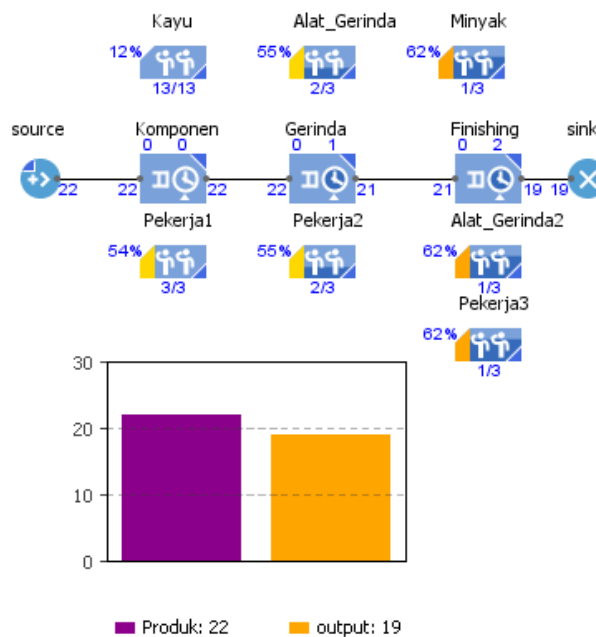 Kayu Alat_Gerinda Minyak
12% 55% 62%
13/13 2/3 1/3
source Komponen Gerinda Finishing sink
0 0 0 1 0 2
22 22 22 22 21 21 19 19
Pekerja1 Pekerja2 Alat_Gerinda2
54% 55% 62%
3/3 2/3 1/3
Pekerja3
62%
1/3
30
20
10
0
Produk: 22 output: 19